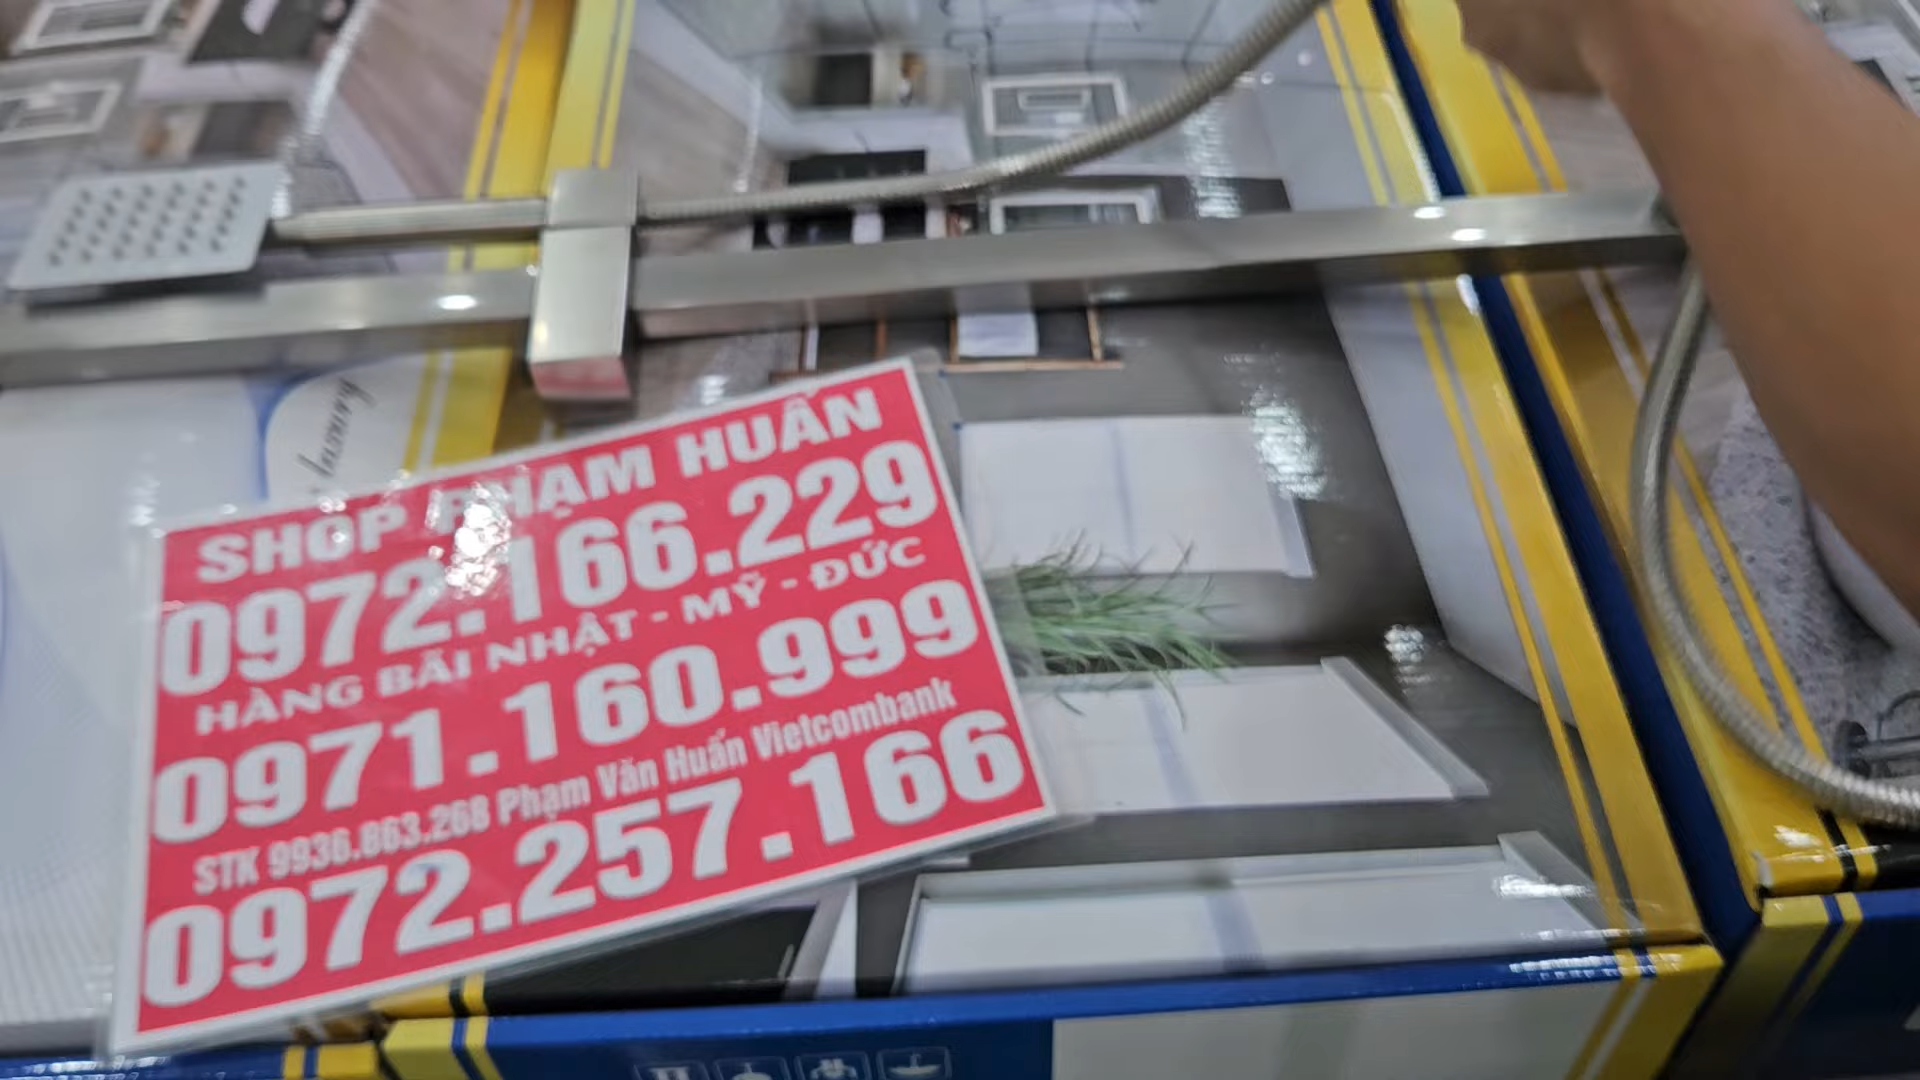 luxury
SHOP PHẠM HUÂN
0972.166.229
HÀNG BÃI NHẬT - MỸ - ĐỨC
0971.160.999
STK 9936.863.268 Phạm Văn Huấn Vietcombank
0972.257.166